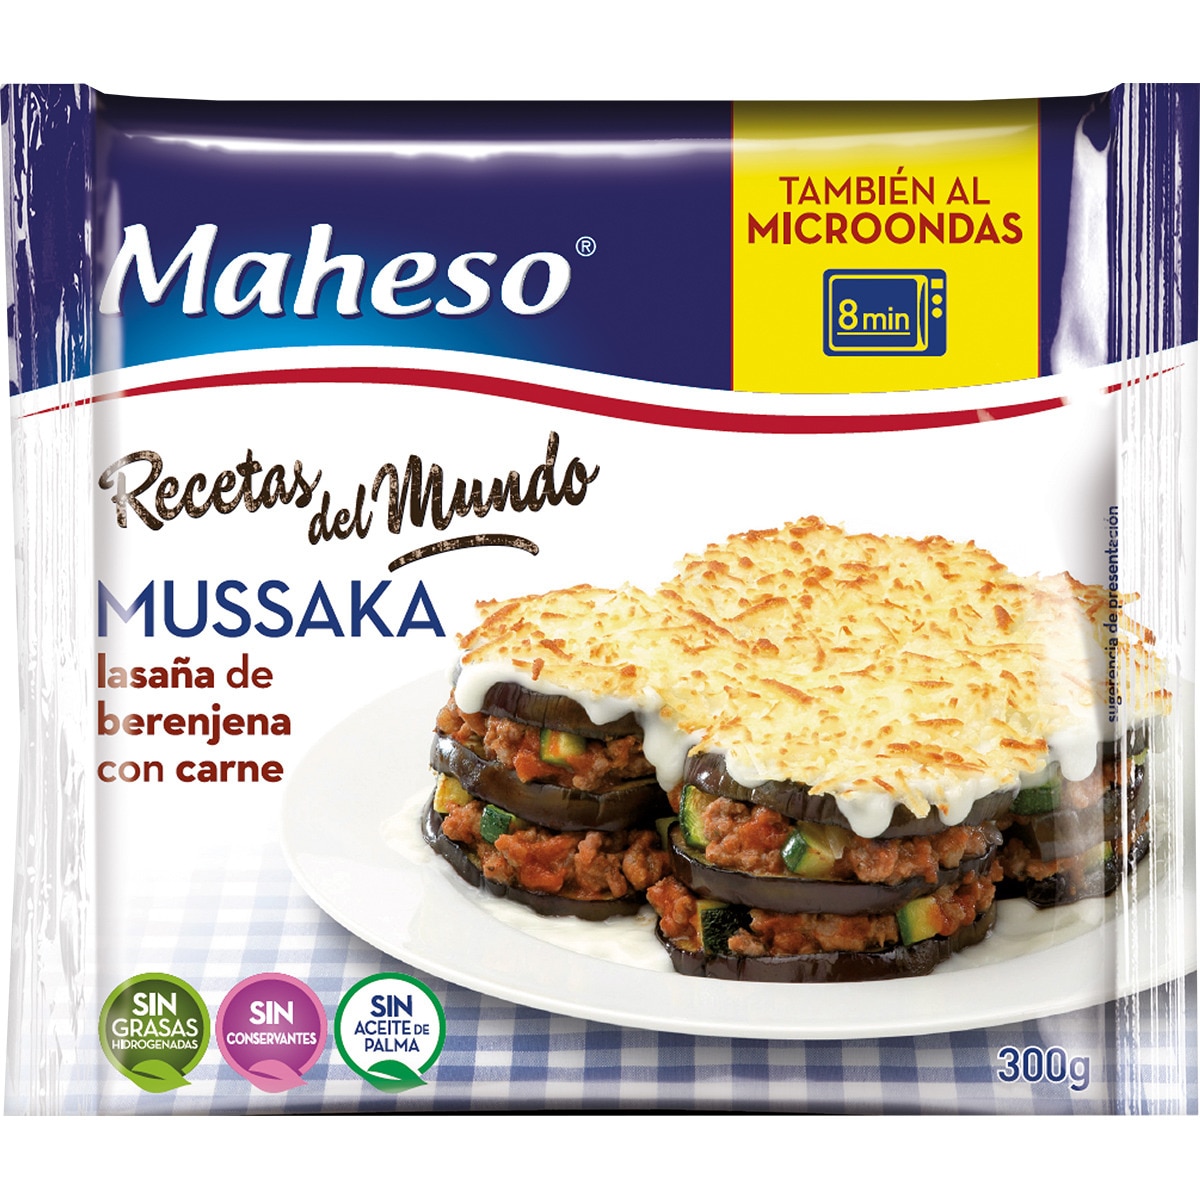 Maheso®
TAMBIÉN AL
MICROONDAS
8 min
Recetas del Mundo
MUSSAKA
lasaña de
berenjena
con carne
sugerencia de presentación
SIN
GRASAS
HIDROGENADAS
SIN
CONSERVANTES
SIN
ACEITE DE
PALMA
300g